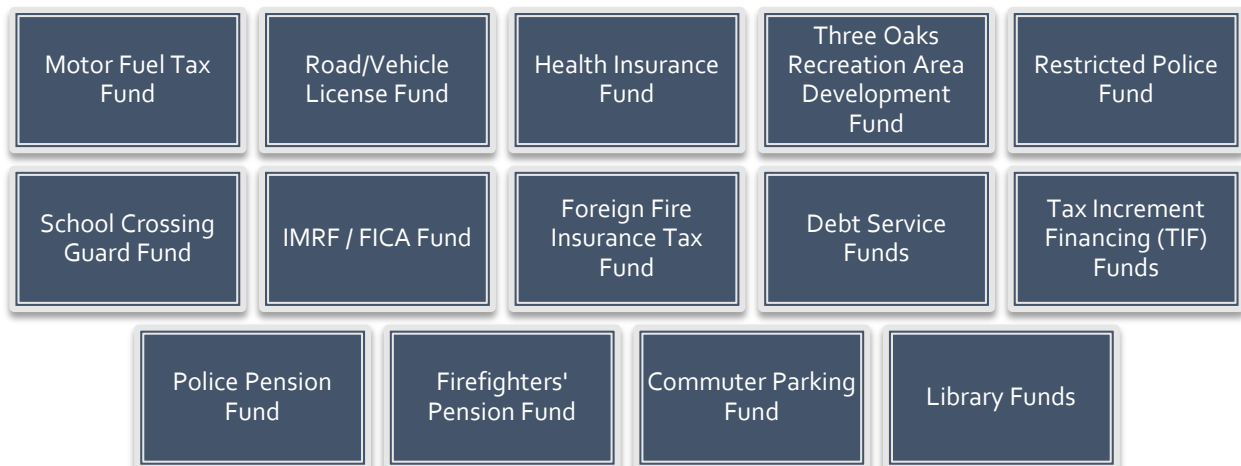 Motor Fuel Tax
Fund
Road/Vehicle
License Fund
Health Insurance
Fund
Three Oaks
Recreation Area
Development
Fund
Restricted Police
Fund
School Crossing
Guard Fund
IMRF / FICA Fund
Foreign Fire
Insurance Tax
Fund
Debt Service
Funds
Tax Increment
Financing (TIF)
Funds
Police Pension
Fund
Firefighters'
Pension Fund
Commuter Parking
Fund
Library Funds